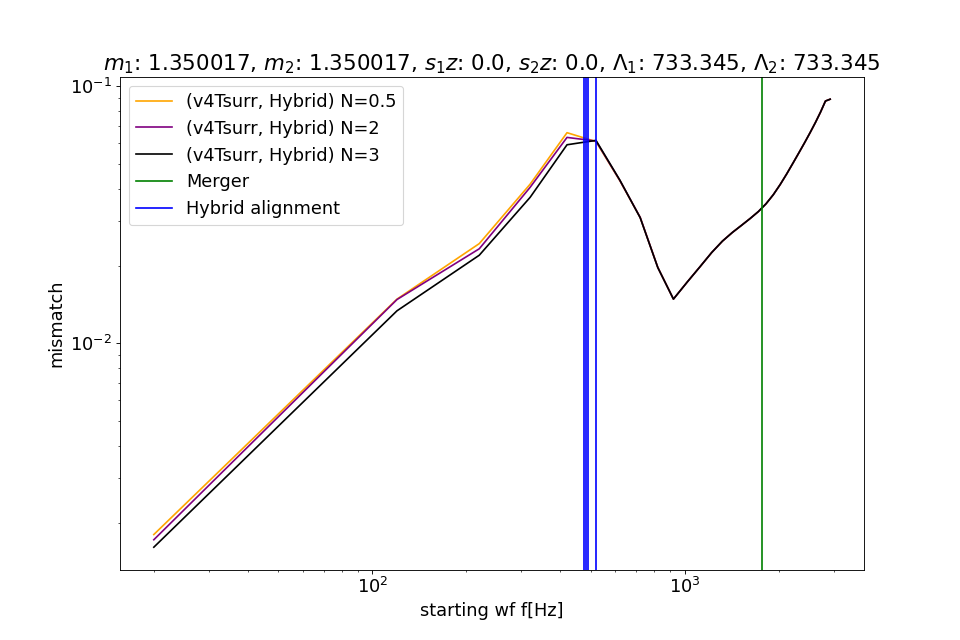 m₁: 1.350017, m₂: 1.350017, s₁z: 0.0, s₂z: 0.0, Λ₁: 733.345, Λ₂: 733.345
10⁻¹
(v4Tsurr, Hybrid) N=0.5
(v4Tsurr, Hybrid) N=2
(v4Tsurr, Hybrid) N=3
Merger
Hybrid alignment
mismatch
10⁻²
10² 10³
starting wf f[Hz]